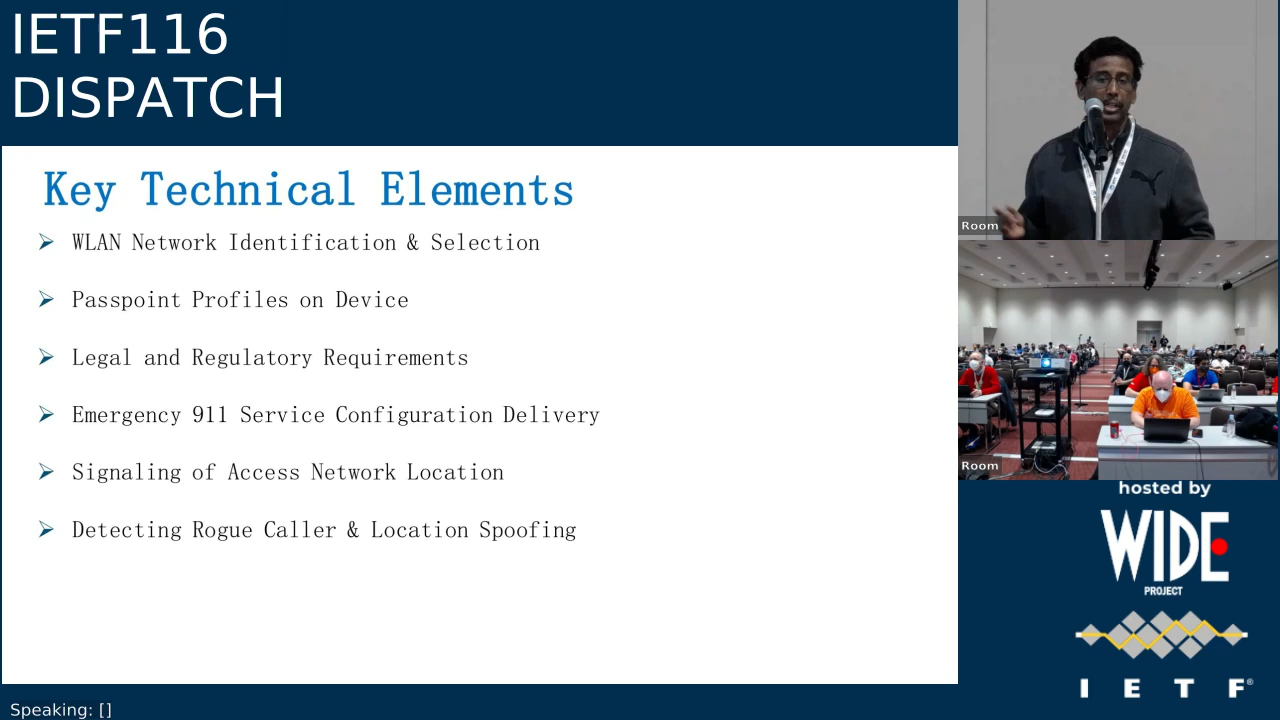 IETF116
DISPATCH
Key Technical Elements
WLAN Network Identification & Selection
Passpoint Profiles on Device
Legal and Regulatory Requirements
Emergency 911 Service Configuration Delivery
Signaling of Access Network Location
Detecting Rogue Caller & Location Spoofing
Room
Room
hosted by
WIDE
PROJECT
I E T F®
Speaking: []